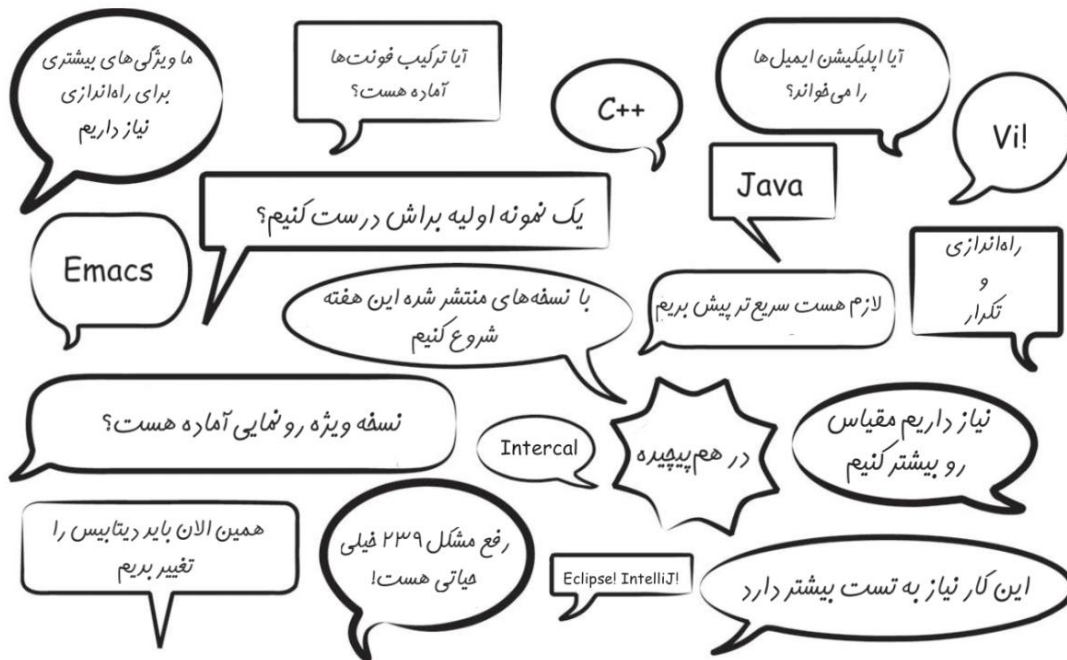 ما ویژگی‌های بیشتری
برای راه‌اندازی
نیاز داریم
آیا ترکیب فونت‌ها
آماده هست؟
C++
آیا اپلیکیشن ایمیل‌ها
را می‌خواند؟
Vi!
Emacs
یک نمونه اولیه براش درست کنیم؟
Java
راه‌اندازی
و
تکرار
با نسخه‌های منتشر شده این هفته
شروع کنیم
لازم هست سریع‌تر پیش بریم
نسخه ویژه رونمایی آماده هست؟
Intercal
در هم پیچیده
نیاز داریم مقیاس
رو بیشتر کنیم
همین الان باید دیتابیس را
تغییر بدیم
رفع مشکل ۲۳۹ خیلی
حیاتی هست!
Eclipse! IntelliJ!
این کار نیاز به تست بیشتر دارد